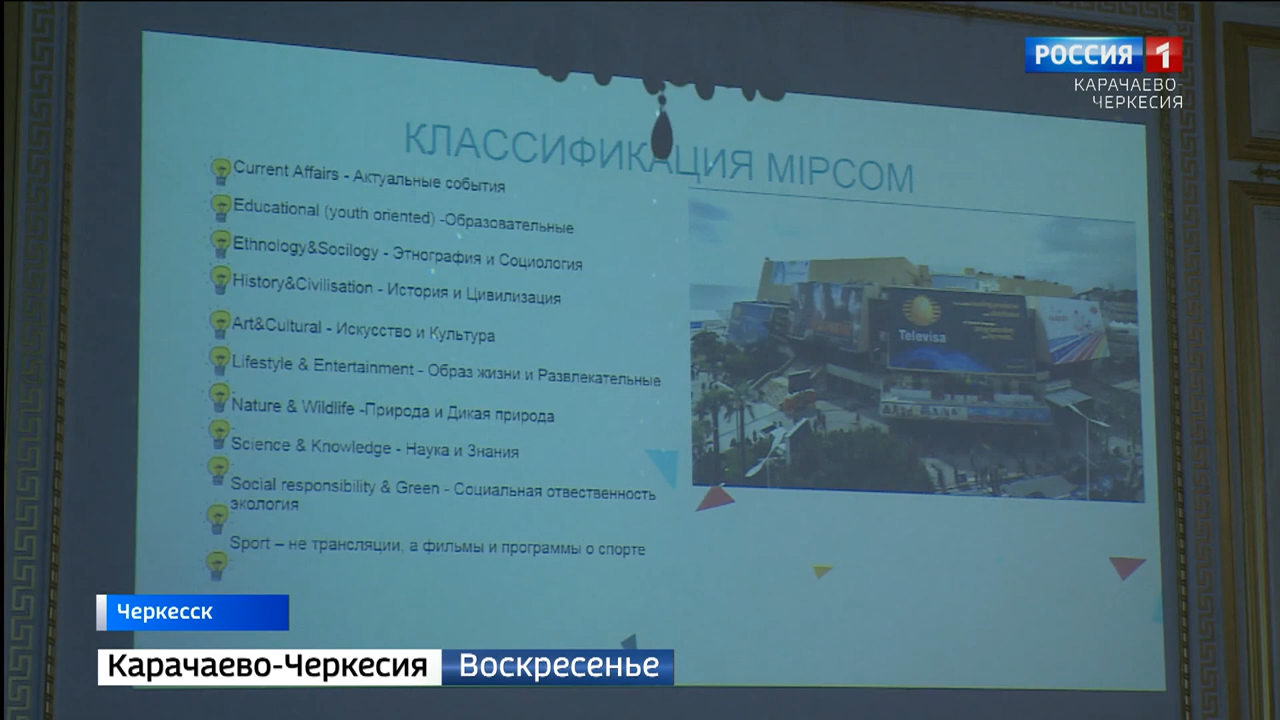 РОССИЯ 1
КАРАЧАЕВО-
ЧЕРКЕСИЯ
КЛАССИФИКАЦИЯ MIPCOM
Current Affairs - Актуальные события
Educational (youth oriented) -Образовательные
Ethnology&Socilogy - Этнография и Социология
History&Civilisation - История и Цивилизация
Art&Cultural - Искусство и Культура
Lifestyle & Entertainment - Образ жизни и Развлекательные
Nature & Wildlife -Природа и Дикая природа
Science & Knowledge - Наука и Знания
Social responsibility & Green - Социальная отвественность
экология
Sport – не трансляции, а фильмы и программы о спорте
Televisa
Черкесск
Карачаево-Черкесия Воскресенье